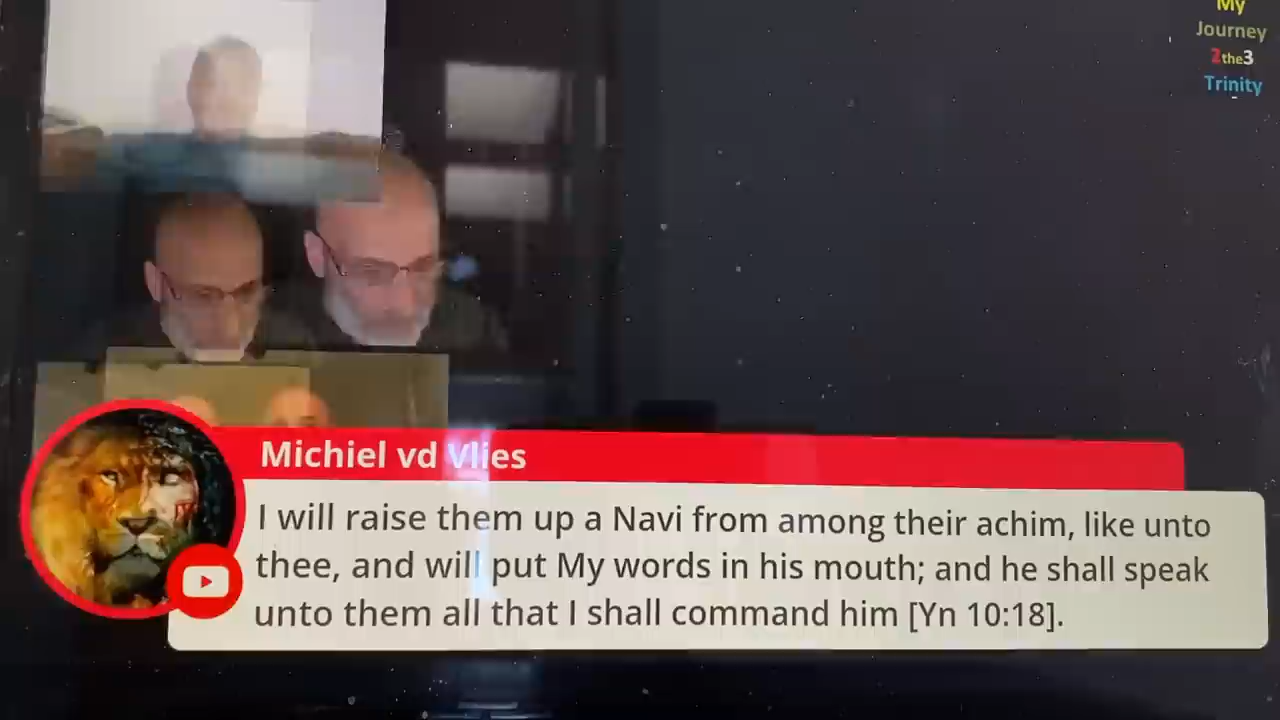 My
Journey
2the3
Trinity
Michiel vd Vlies
I will raise them up a Navi from among their achim, like unto
thee, and will put My words in his mouth; and he shall speak
unto them all that I shall command him [Yn 10:18].